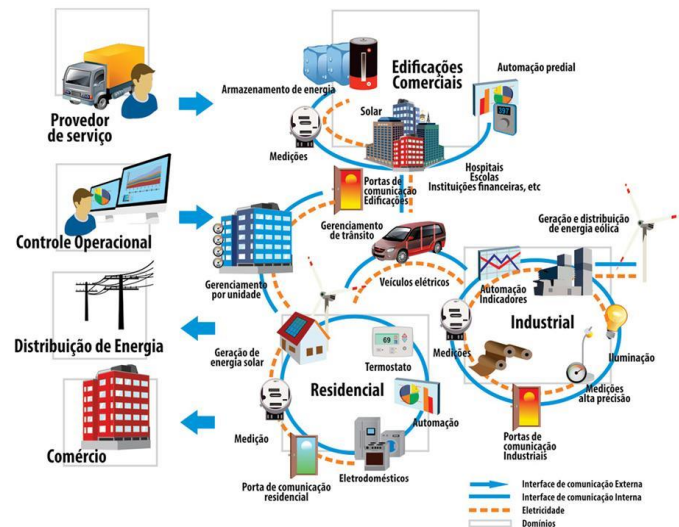 Provedor
de serviço
Controle Operacional
Distribuição de Energia
Comércio
Armazenamento de energia
Edificações
Comerciais
Automação predial
Solar
Medições
Hospitais
Escolas
Instituições financeiras, etc
Portas de
comunicação
Edificações
Gerenciamento
de trânsito
Gerenciamento
por unidade
Veículos elétricos
Geração e distribuição
de energia eólica
Automação
Indicadores
Industrial
Medições
Iluminação
Medições
alta precisão
Portas de
comunicação
Industriais
Geração de
energia solar
69
Termostato
Residencial
Automação
Medição
Eletrodomésticos
Porta de comunicação
residencial
Interface de comunicação Externa
Interface de comunicação Interna
Eletricidade
Domínios